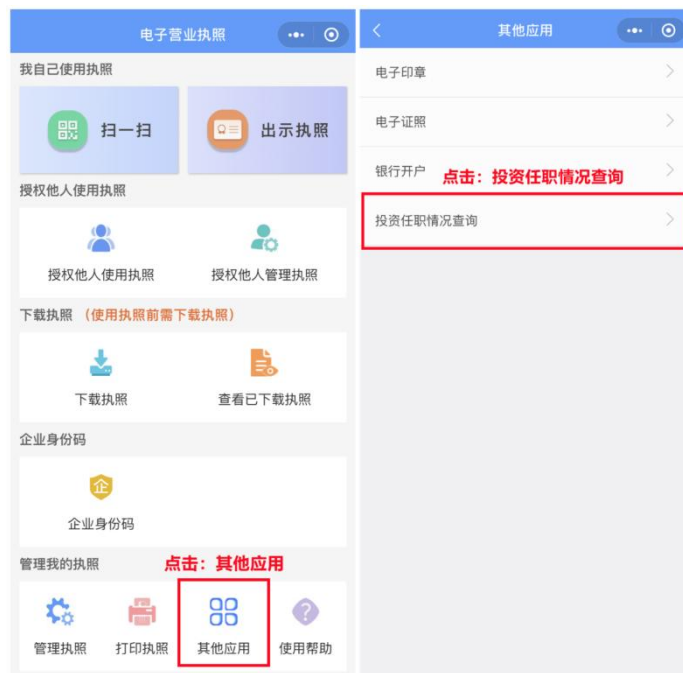 电子营业执照
我自己使用执照
扫一扫
出示执照
授权他人使用执照
授权他人使用执照
授权他人管理执照
下载执照（使用执照前需下载执照）
下载执照
查看已下载执照
企业身份码
企
企业身份码
管理我的执照
点击：其他应用
管理执照
打印执照
其他应用
使用帮助
其他应用
电子印章
电子证照
银行开户
点击：投资任职情况查询
投资任职情况查询